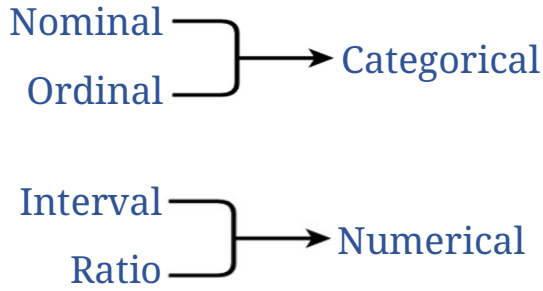 Nominal
Ordinal
Categorical
Interval
Ratio
Numerical